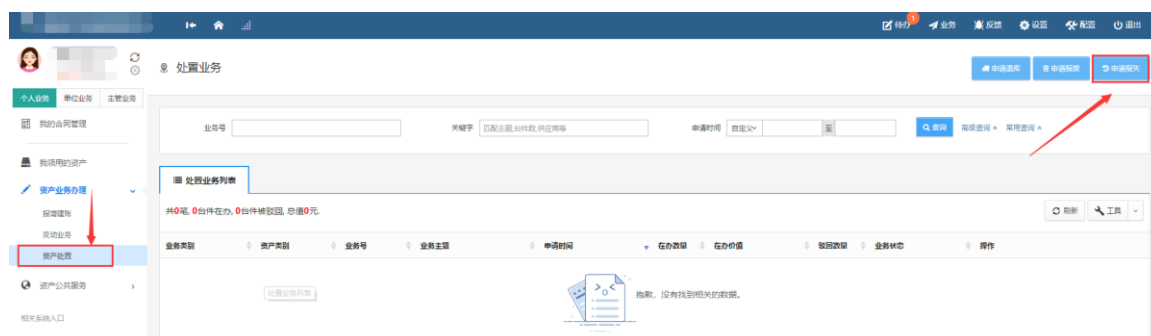 待办 1 业务 反馈 设置 配置 退出
处置业务 申请退库 申请报废 申请报失
个人业务 单位业务 主管业务
我的合同管理
业务号 关键字 匹配主题,台件数,供应商等 申请时间 自定义 至 查询 高级查询 常用查询
我领用的资产
处置业务列表
资产业务办理
报增建账
共0笔, 0台件在办, 0台件被驳回, 总值0元. 刷新 工具
变动业务
业务类别 资产类别 业务号 业务主题 申请时间 在办数量 在办价值 驳回数量 业务状态 操作
资产处置
资产公共服务
处置业务列表 抱歉，没有找到相关的数据。
相关系统入口